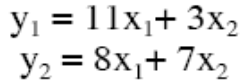 y₁ = 11x₁+ 3x₂
y₂ = 8x₁+ 7x₂